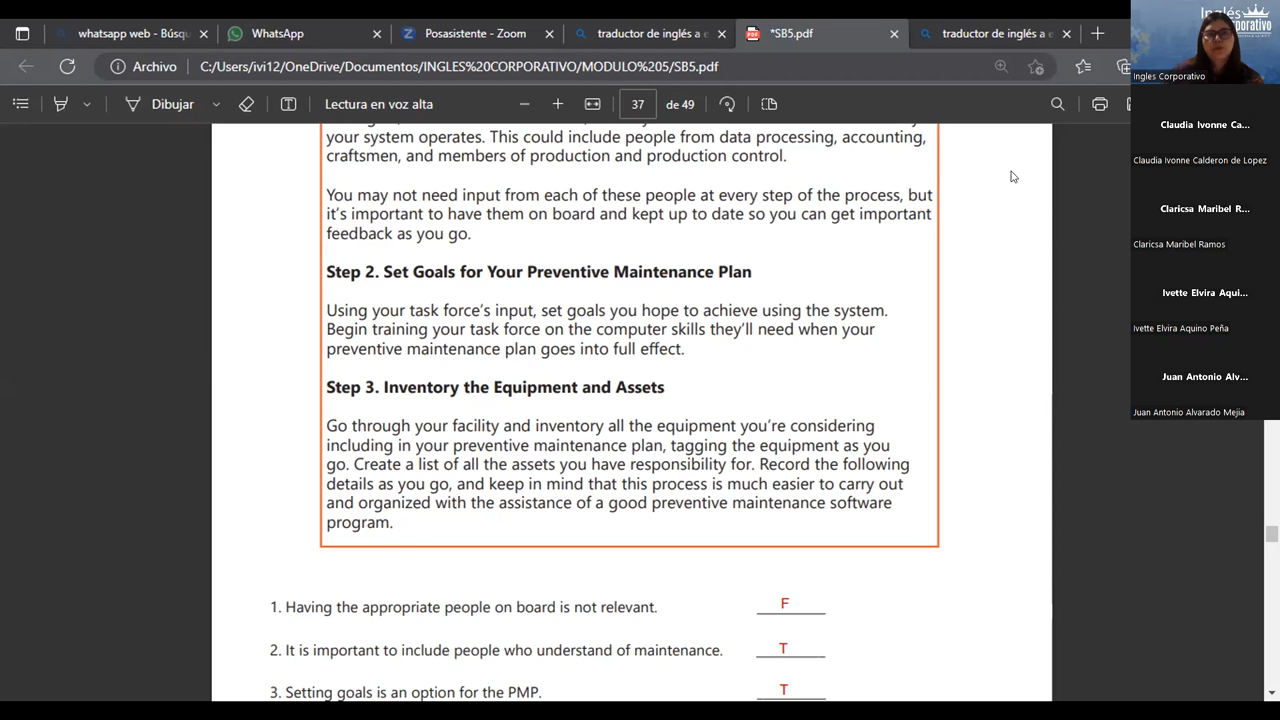 whatsapp web - Búsqu
WhatsApp
Posasistente - Zoom
traductor de inglés a e
*SB5.pdf
traductor de inglés a e
Archivo
C:/Users/ivi12/OneDrive/Documentos/INGLES%20CORPORATIVO/MODULO%205/SB5.pdf
Dibujar
Lectura en voz alta
37
de 49
your system operates. This could include people from data processing, accounting,
craftsmen, and members of production and production control.
You may not need input from each of these people at every step of the process, but
it's important to have them on board and kept up to date so you can get important
feedback as you go.
Step 2. Set Goals for Your Preventive Maintenance Plan
Using your task force's input, set goals you hope to achieve using the system.
Begin training your task force on the computer skills they'll need when your
preventive maintenance plan goes into full effect.
Step 3. Inventory the Equipment and Assets
Go through your facility and inventory all the equipment you're considering
including in your preventive maintenance plan, tagging the equipment as you
go. Create a list of all the assets you have responsibility for. Record the following
details as you go, and keep in mind that this process is much easier to carry out
and organized with the assistance of a good preventive maintenance software
program.
1. Having the appropriate people on board is not relevant. F
2. It is important to include people who understand of maintenance. T
3. Setting goals is an option for the PMP. T
Inglés
Corporativo
Ingles Corporativo
Claudia Ivonne Ca...
Claudia Ivonne Calderon de Lopez
Claricsa Maribel R...
Claricsa Maribel Ramos
Ivette Elvira Aqui...
Ivette Elvira Aquino Peña
Juan Antonio Alv...
Juan Antonio Alvarado Mejia